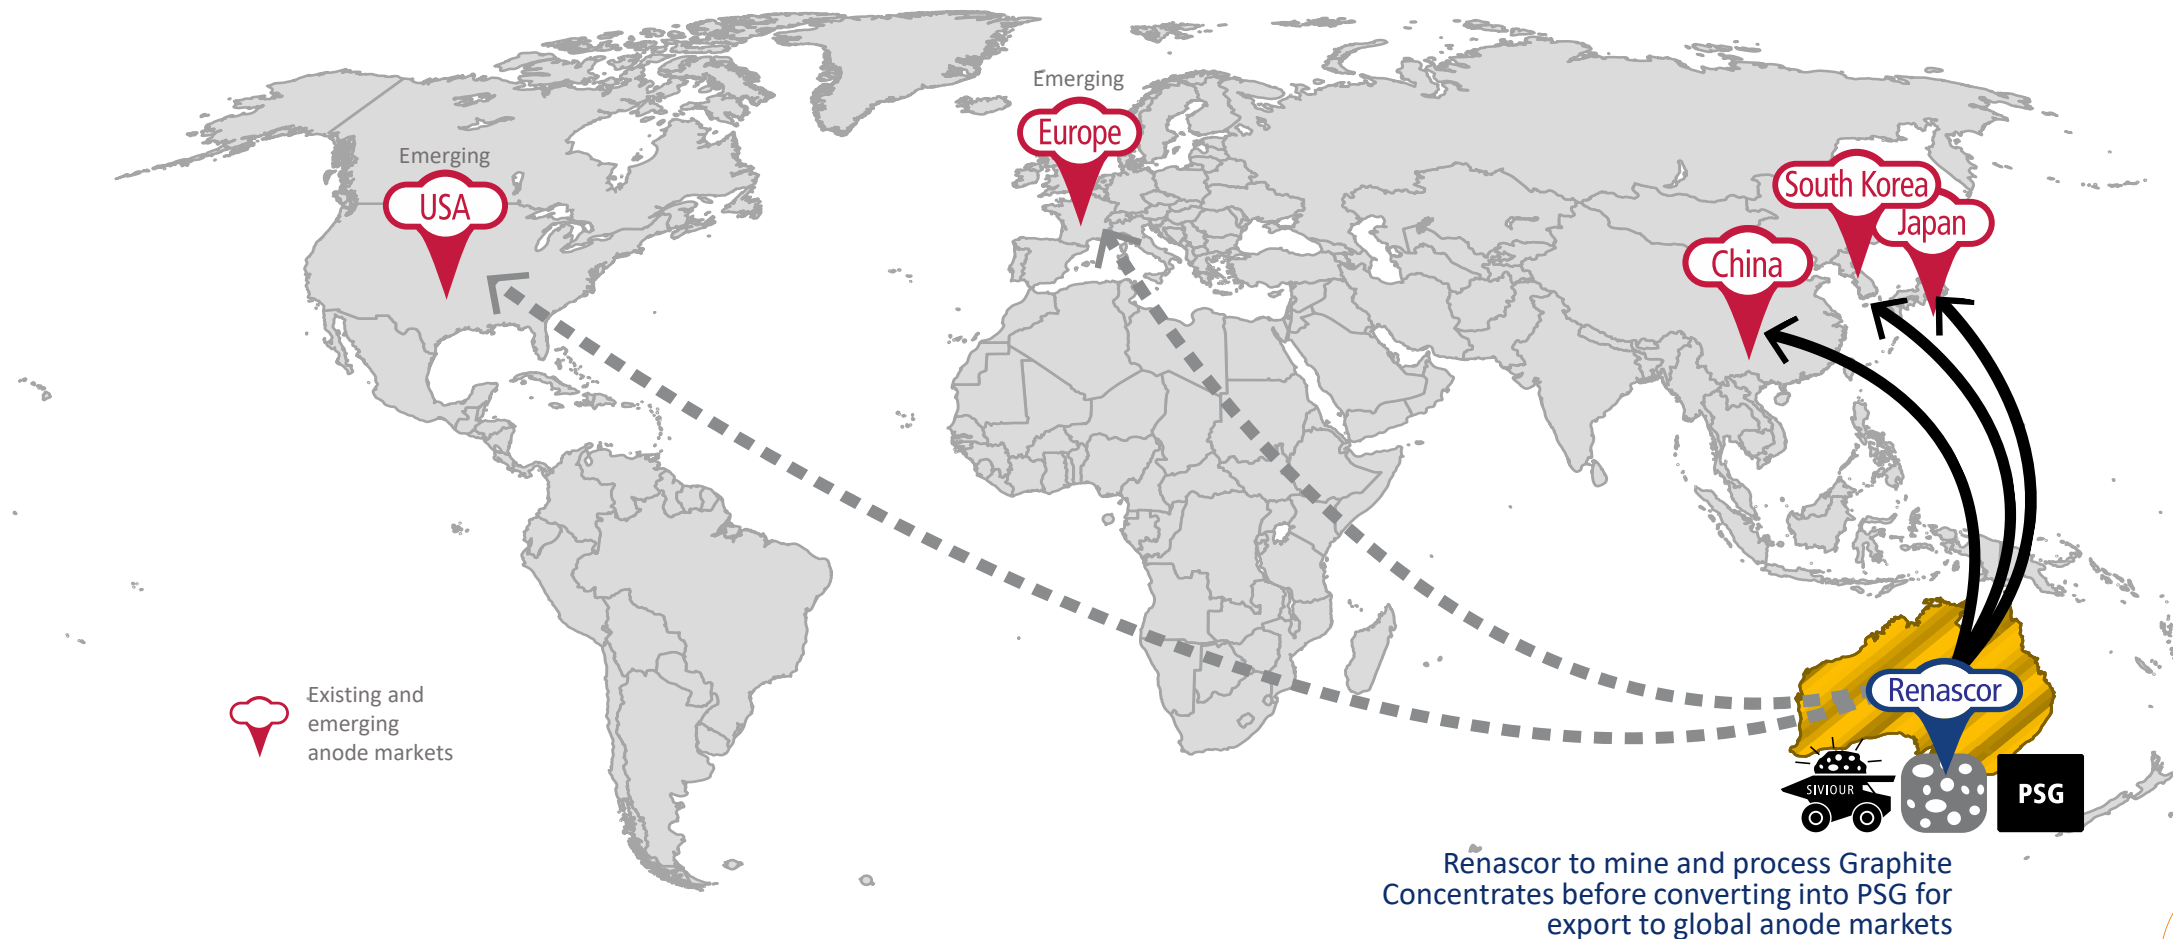 Emerging
Europe
Emerging
USA
South Korea
Japan
China
Renascor
Existing and
emerging
anode markets
SIVIOUR
PSG
Renascor to mine and process Graphite
Concentrates before converting into PSG for
export to global anode markets